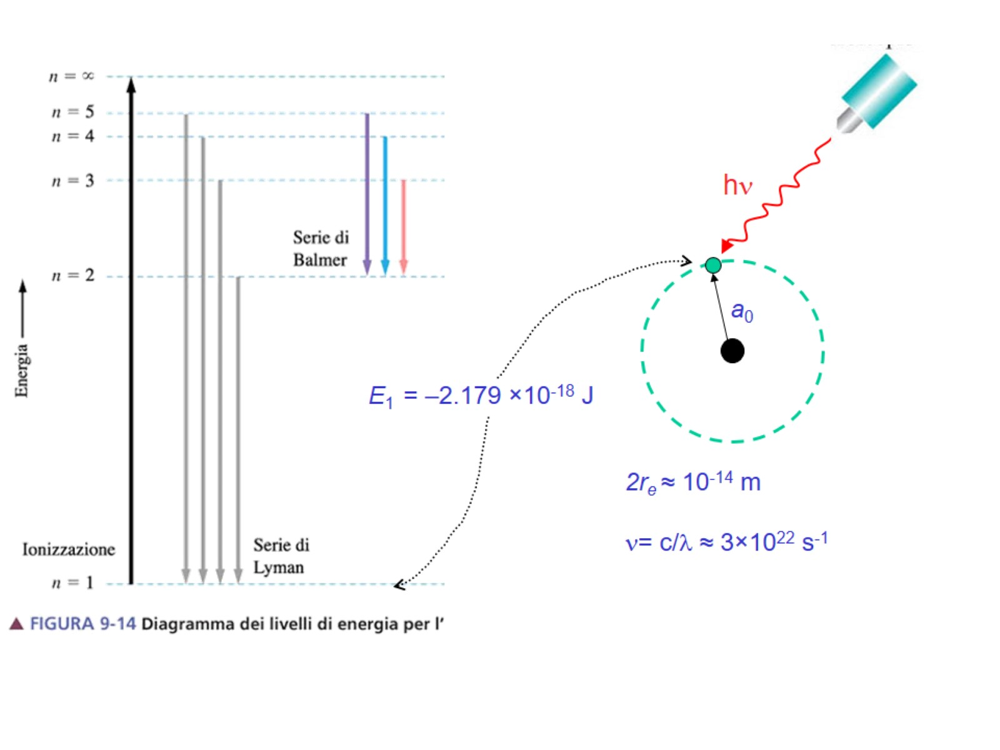 n = ∞
n = 5
n = 4
n = 3
Serie di
Balmer
n = 2
Energia
Ionizzazione
Serie di
Lyman
n = 1
▲ FIGURA 9-14 Diagramma dei livelli di energia per l'
hν
a₀
E₁ = –2.179 ×10⁻¹⁸ J
2rₑ ≈ 10⁻¹⁴ m
ν= c/λ ≈ 3×10²² s⁻¹